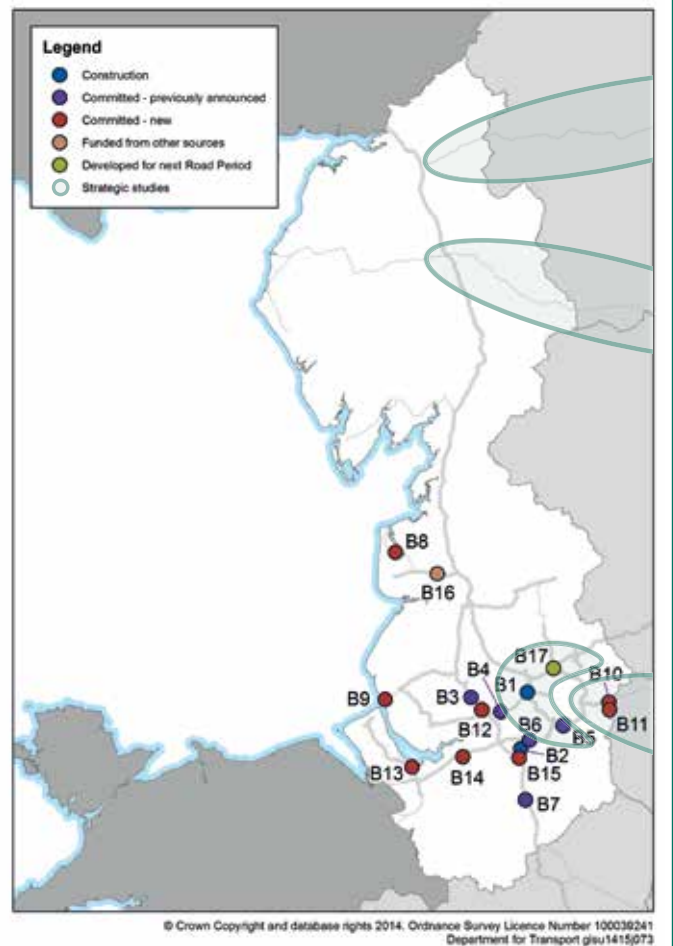 Legend
Construction
Committed - previously announced
Committed - new
Funded from other sources
Developed for next Road Period
Strategic studies
B8
B16
B17
B4
B1
B10
B9
B3
B12
B6
B5
B11
B2
B13
B14
B15
B7
© Crown Copyright and database rights 2014. Ordnance Survey Licence Number 100039241
Department for Transport gisu1415j073